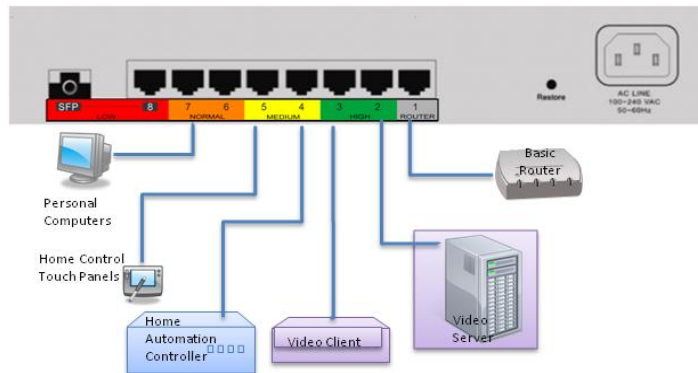 SFP 8 7 6 5 4 3 2 1
LOW NORMAL MEDIUM HIGH ROUTER
Restore
AC LINE
100-240 VAC
50-60Hz
Personal
Computers
Home Control
Touch Panels
Home
Automation
Controller
Video Client
Video
Server
Basic
Router